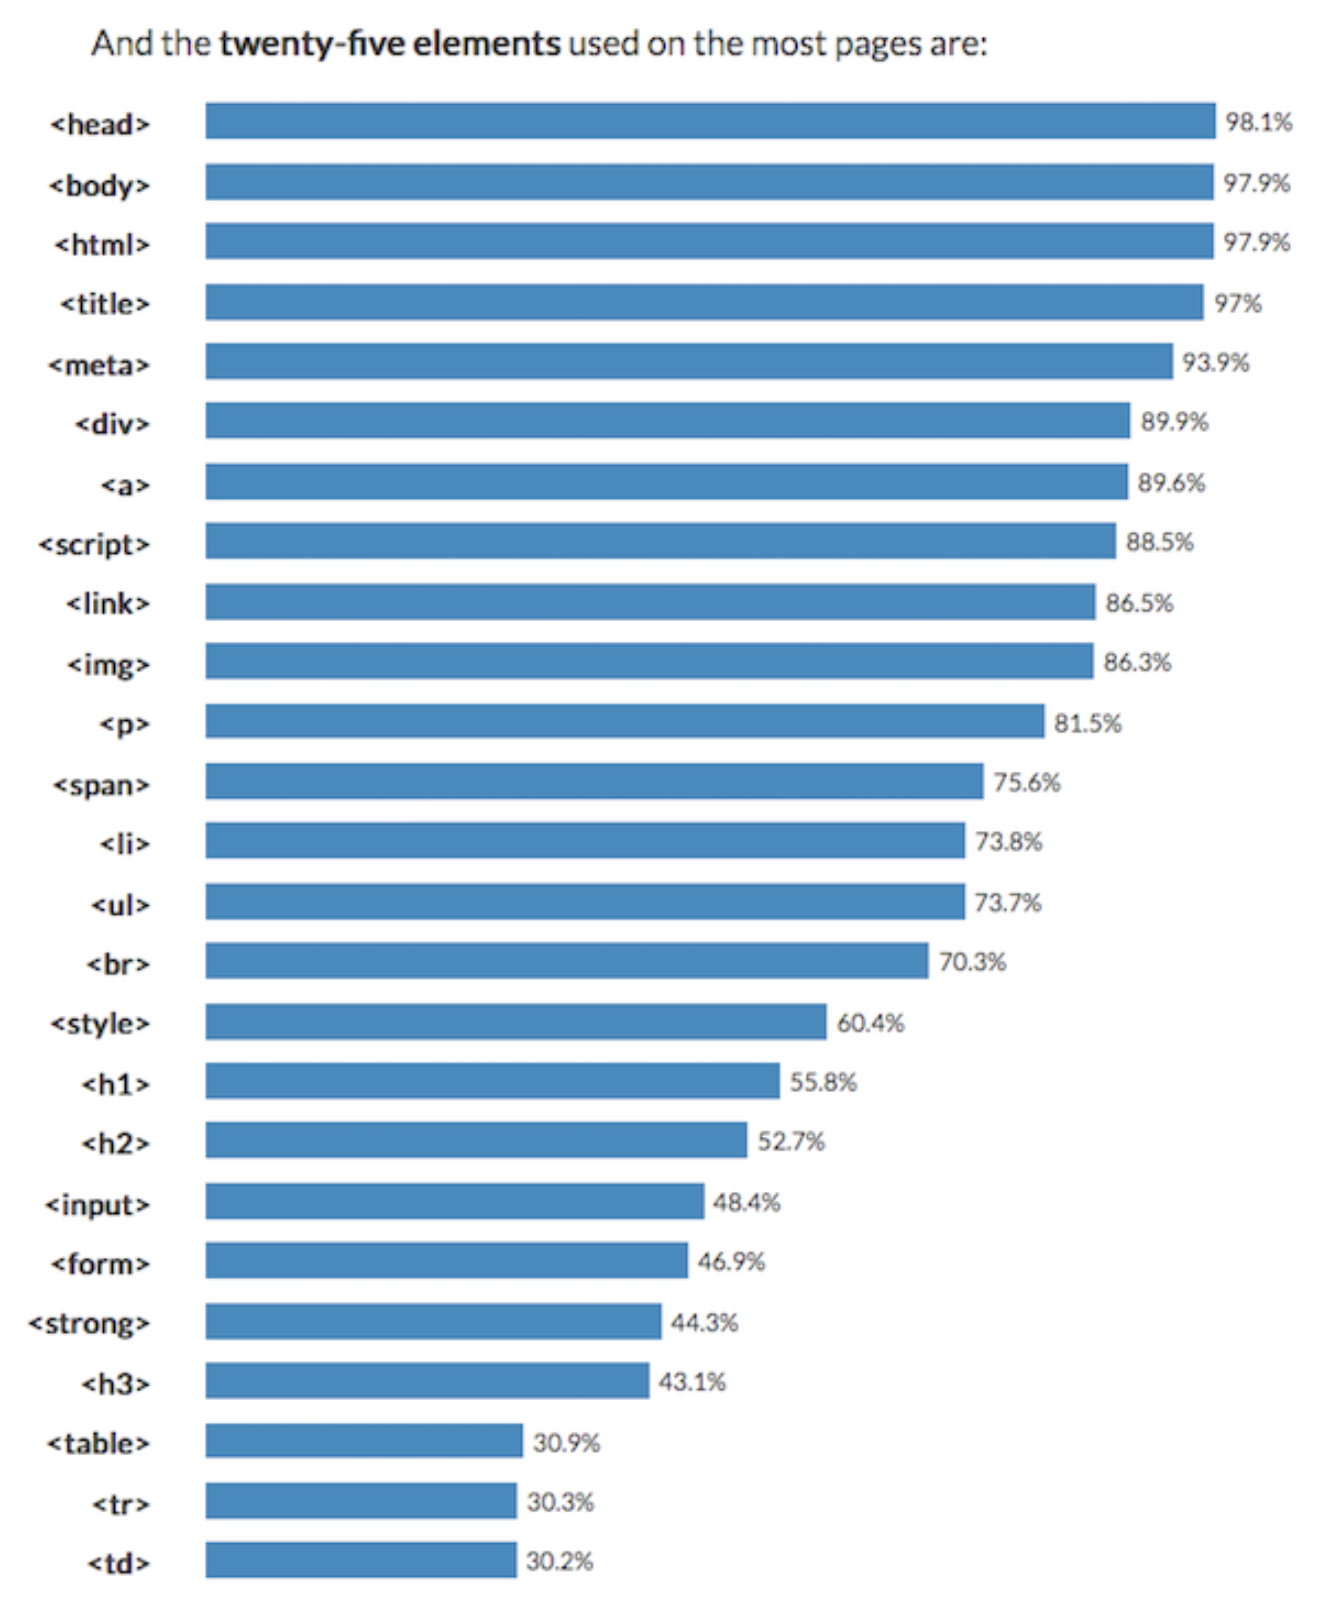 And the twenty-five elements used on the most pages are:
<head> 98.1%
<body> 97.9%
<html> 97.9%
<title> 97%
<meta> 93.9%
<div> 89.9%
<a> 89.6%
<script> 88.5%
<link> 86.5%
<img> 86.3%
<p> 81.5%
<span> 75.6%
<li> 73.8%
<ul> 73.7%
<br> 70.3%
<style> 60.4%
<h1> 55.8%
<h2> 52.7%
<input> 48.4%
<form> 46.9%
<strong> 44.3%
<h3> 43.1%
<table> 30.9%
<tr> 30.3%
<td> 30.2%